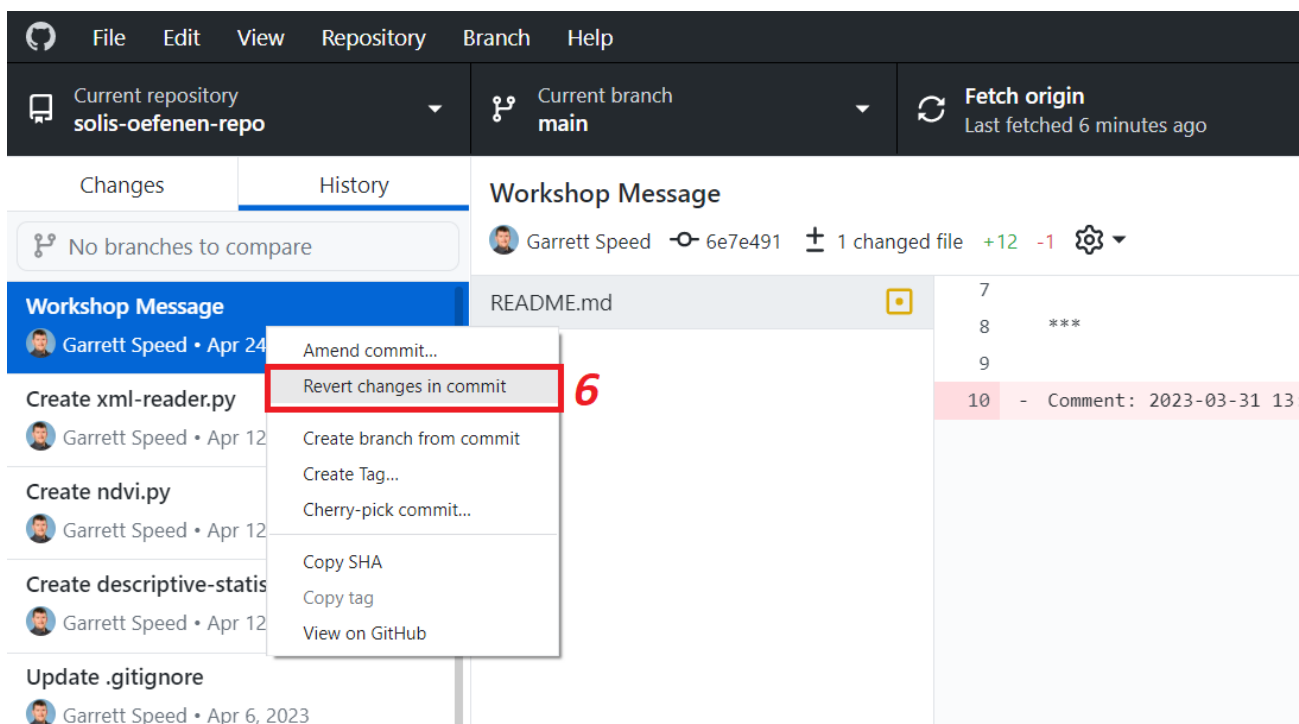 File Edit View Repository Branch Help
Current repository
solis-oefenen-repo
Current branch
main
Fetch origin
Last fetched 6 minutes ago
Changes History
No branches to compare
Workshop Message
Garrett Speed • Apr 24
Create xml-reader.py
Garrett Speed • Apr 12
Create ndvi.py
Garrett Speed • Apr 12
Create descriptive-statis
Garrett Speed • Apr 12
Update .gitignore
Garrett Speed • Apr 6, 2023
Amend commit...
Revert changes in commit
6
Create branch from commit
Create Tag...
Cherry-pick commit...
Copy SHA
Copy tag
View on GitHub
Workshop Message
Garrett Speed 6e7e491 1 changed file +12 -1
README.md
7
8 ***
9
10 - Comment: 2023-03-31 13: